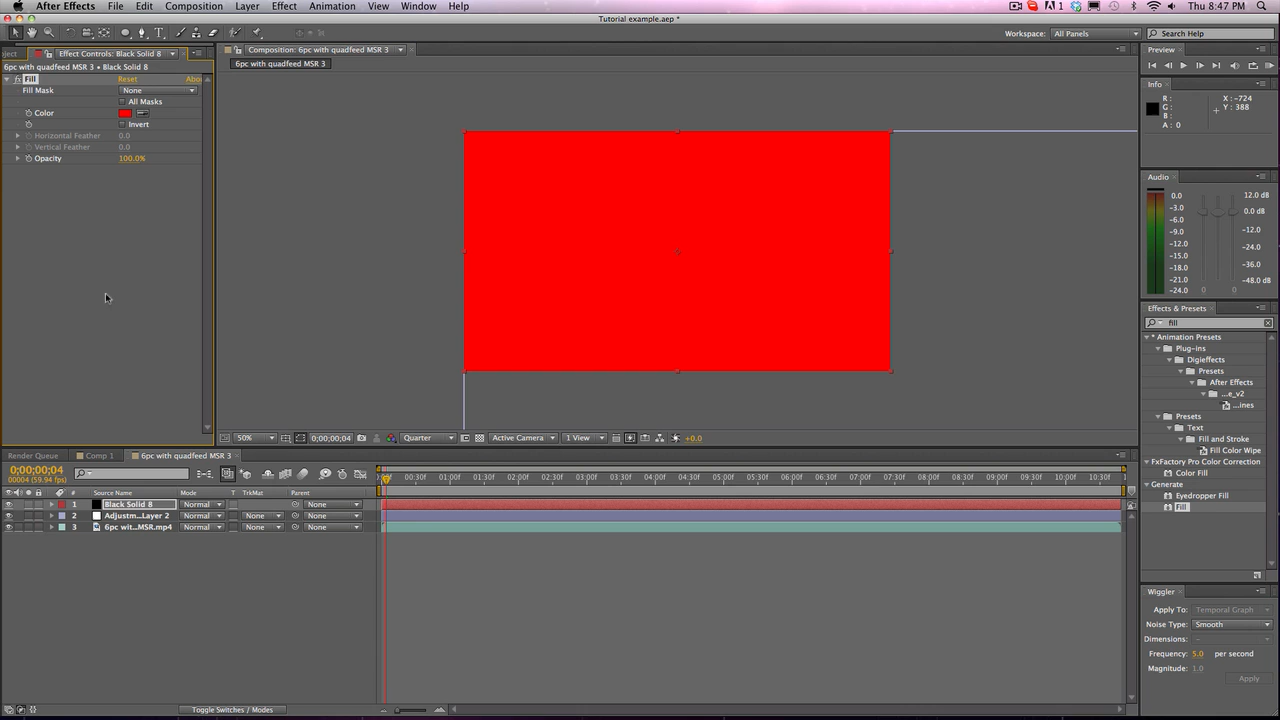 After Effects File Edit Composition Layer Effect Animation View Window Help 1 Thu 8:47 PM
Tutorial example.aep *
Workspace: All Panels Search Help
Effect Controls: Black Solid 8
6pc with quadfeed MSR 3 • Black Solid 8
Fill Reset Abo
Fill Mask None
All Masks
Color
Invert
Horizontal Feather 0.0
Vertical Feather 0.0
Opacity 100.0%
Composition: 6pc with quadfeed MSR 3
6pc with quadfeed MSR 3
50% 0;00;00;04 Quarter Active Camera 1 View +0.0
Preview
Info
R: X: -724
G: Y: 388
B:
A: 0
Audio
0.0 12.0 dB
-3.0 0.0 dB
-6.0
-9.0 -12.0
-12.0
-15.0 -24.0
-18.0 -36.0
-21.0 -48.0 dB
-24.0 0 0
Effects & Presets
fill
* Animation Presets
Plug-ins
Digieffects
Presets
After Effects
...e_v2
...ines
Presets
Text
Fill and Stroke
Fill Color Wipe
FxFactory Pro Color Correction
Color Fill
Generate
Eyedropper Fill
Fill
Wiggler
Apply To: Temporal Graph
Noise Type: Smooth
Dimensions: -
Frequency: 5.0 per second
Magnitude: 1.0
Apply
Render Queue Comp 1 6pc with quadfeed MSR 3
0;00;00;04
00004 (59.94 fps)
00:30f 01:00f 01:30f 02:00f 02:30f 03:00f 03:30f 04:00f 04:30f 05:00f 05:30f 06:00f 06:30f 07:00f 07:30f 08:00f 08:30f 09:00f 09:30f 10:00f 10:30f
# Source Name Mode T TrkMat Parent
1 Black Solid 8 Normal None
2 Adjustm...Layer 2 Normal None None
3 6pc wit...MSR.mp4 Normal None None
Toggle Switches / Modes